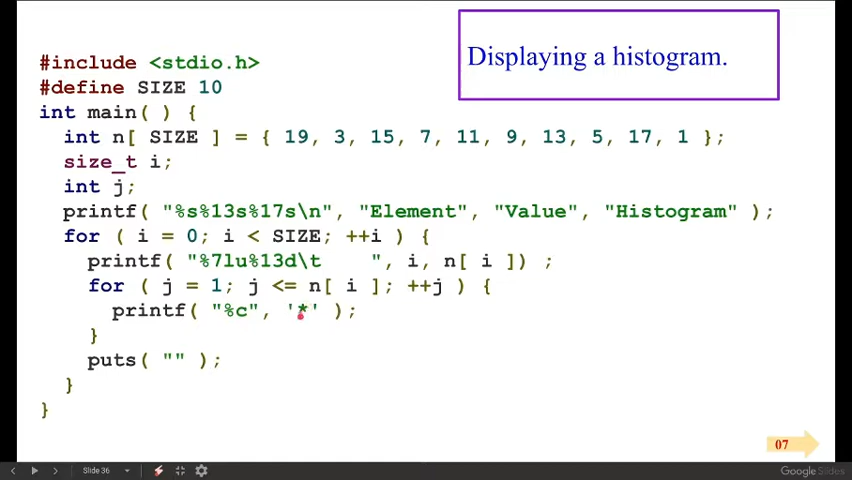 Displaying a histogram.
#include <stdio.h>
#define SIZE 10
int main( ) {
int n[ SIZE ] = { 19, 3, 15, 7, 11, 9, 13, 5, 17, 1 };
size_t i;
int j;
printf( "%s%13s%17s\n", "Element", "Value", "Histogram" );
for ( i = 0; i < SIZE; ++i ) {
printf( "%7lu%13d\t    ", i, n[ i ]) ;
for ( j = 1; j <= n[ i ]; ++j ) {
printf( "%c", '*' );
}
puts( "" );
}
}
07
Slide 36
Google Slides